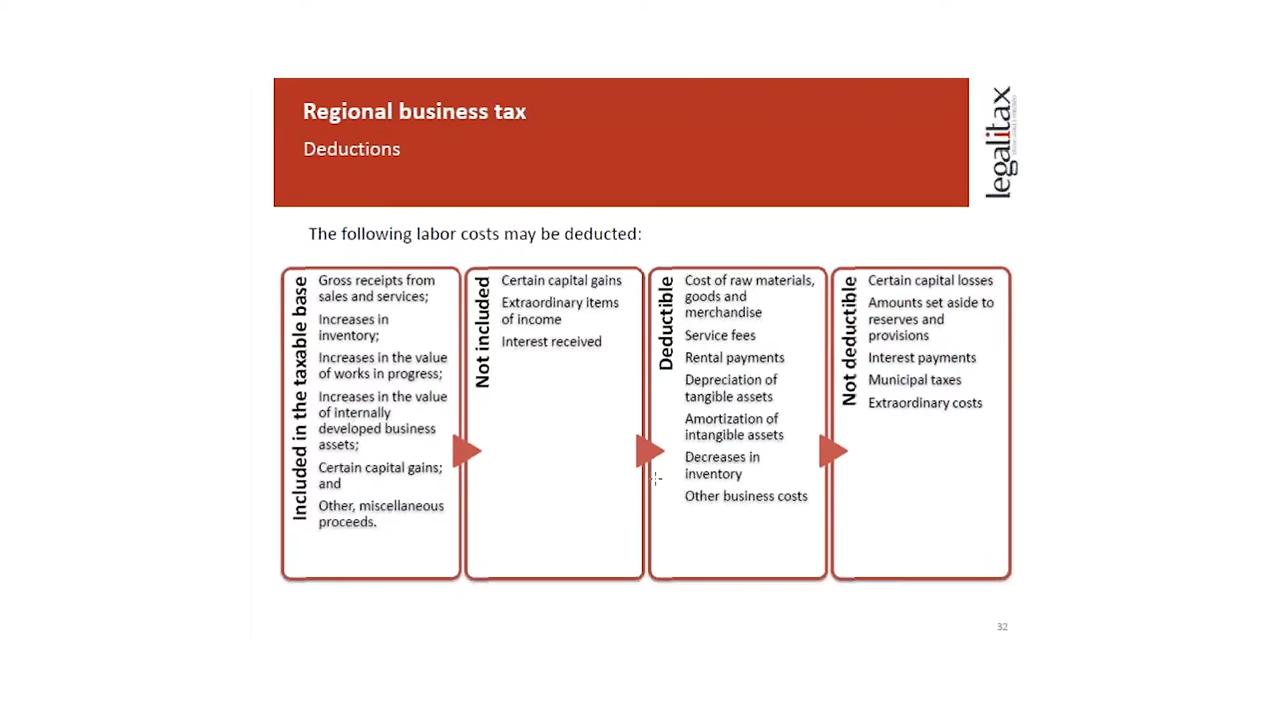 Regional business tax
Deductions
legalitax
The following labor costs may be deducted:
Included in the taxable base
Gross receipts from
sales and services;
Increases in
inventory;
Increases in the value
of works in progress;
Increases in the value
of internally
developed business
assets;
Certain capital gains;
and
Other, miscellaneous
proceeds.
Not included
Certain capital gains
Extraordinary items
of income
Interest received
Deductible
Cost of raw materials,
goods and
merchandise
Service fees
Rental payments
Depreciation of
tangible assets
Amortization of
intangible assets
Decreases in
inventory
Other business costs
Not deductible
Certain capital losses
Amounts set aside to
reserves and
provisions
Interest payments
Municipal taxes
Extraordinary costs
32